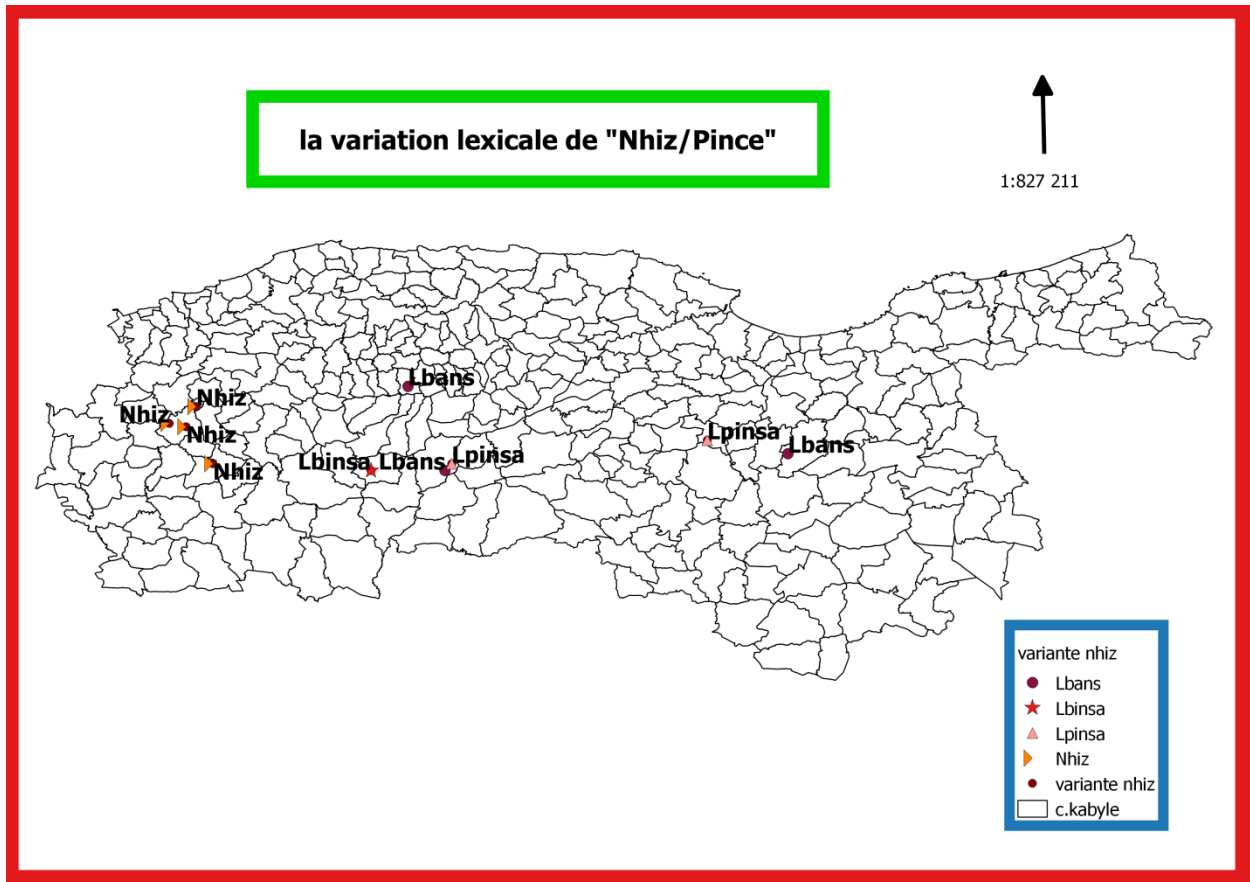 la variation lexicale de "Nhiz/Pince"
1:827 211
Lbans
Nhiz
Nhiz
Nhiz
Lpinsa
Lbans
Lbinsa
Lbans
Lpinsa
Nhiz
variante nhiz
Lbans
Lbinsa
Lpinsa
Nhiz
variante nhiz
c.kabyle